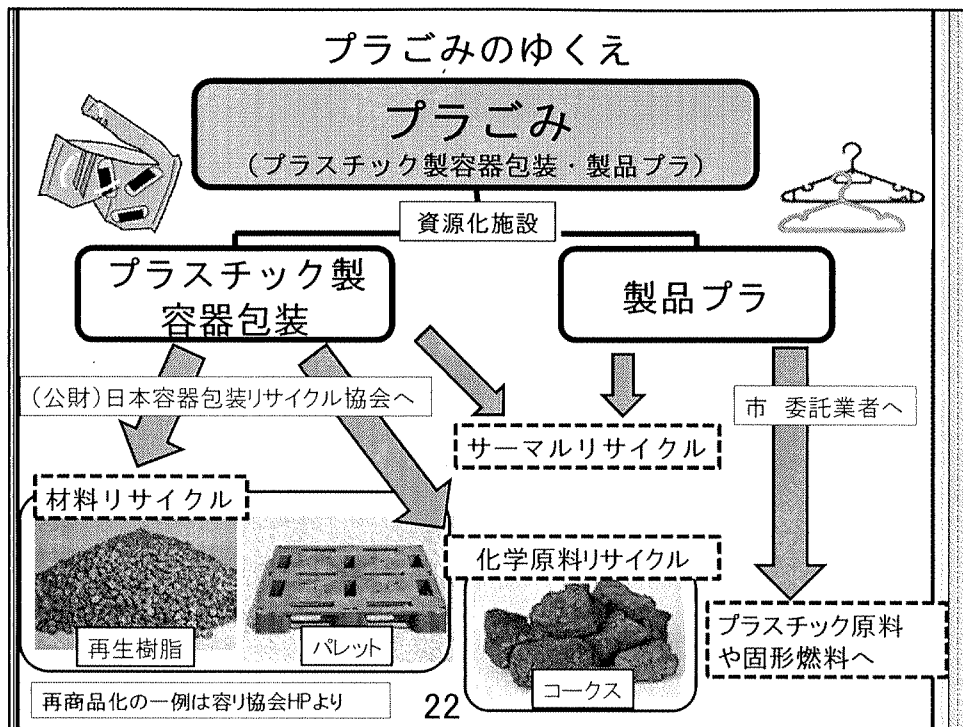 プラごみのゆくえ
プラごみ
（プラスチック製容器包装・製品プラ）
資源化施設
プラスチック製
容器包装
製品プラ
（公財）日本容器包装リサイクル協会へ
市 委託業者へ
サーマルリサイクル
材料リサイクル
化学原料リサイクル
再生樹脂
パレット
コークス
プラスチック原料
や固形燃料へ
再商品化の一例は容リ協会HPより
22